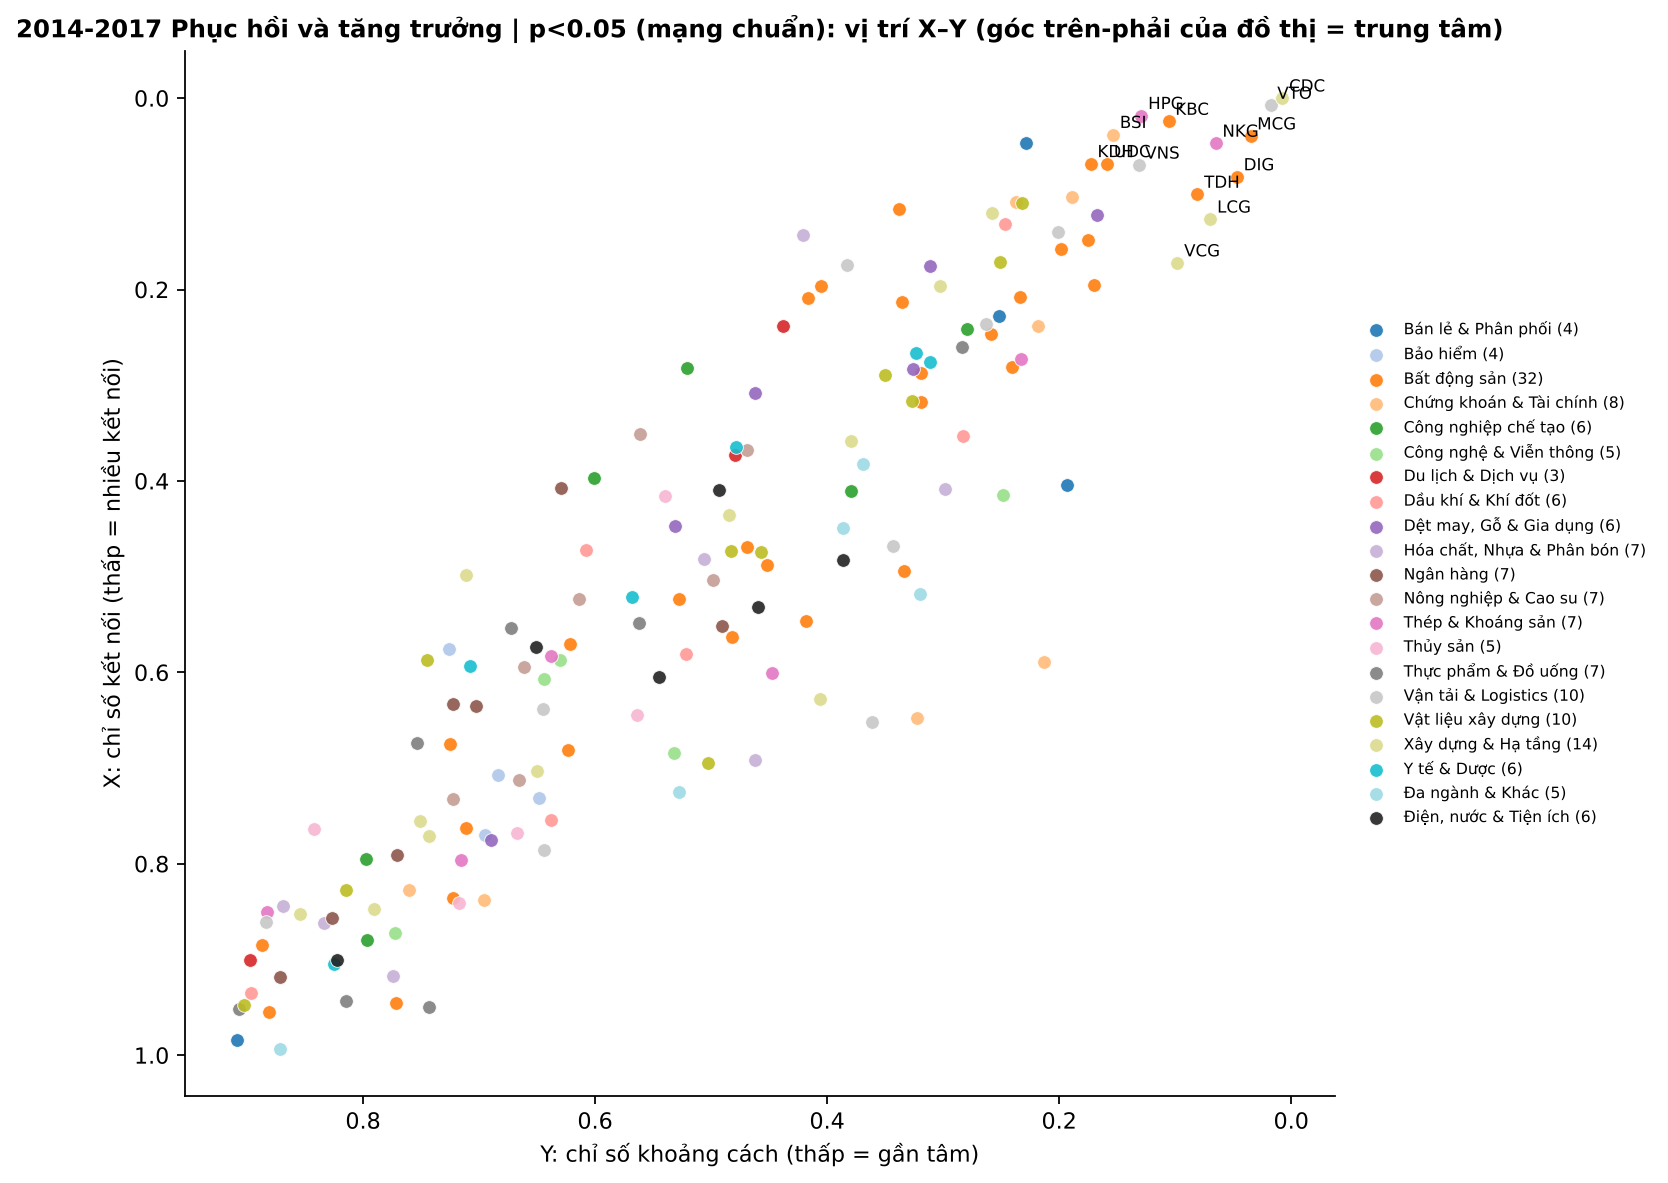 2014-2017 Phục hồi và tăng trưởng | p<0.05 (mạng chuẩn): vị trí X–Y (góc trên-phải của đồ thị = trung tâm)
CDC
VTO
HPG
KBC
MCG
BSI
NKG
KDH
UDC
VNS
DIG
TDH
LCG
VCG
0.0
0.2
0.4
0.6
0.8
1.0
X: chỉ số kết nối (thấp = nhiều kết nối)
0.8
0.6
0.4
0.2
0.0
Y: chỉ số khoảng cách (thấp = gần tâm)
Bán lẻ & Phân phối (4)
Bảo hiểm (4)
Bất động sản (32)
Chứng khoán & Tài chính (8)
Công nghiệp chế tạo (6)
Công nghệ & Viễn thông (5)
Du lịch & Dịch vụ (3)
Dầu khí & Khí đốt (6)
Dệt may, Gỗ & Gia dụng (6)
Hóa chất, Nhựa & Phân bón (7)
Ngân hàng (7)
Nông nghiệp & Cao su (7)
Thép & Khoáng sản (7)
Thủy sản (5)
Thực phẩm & Đồ uống (7)
Vận tải & Logistics (10)
Vật liệu xây dựng (10)
Xây dựng & Hạ tầng (14)
Y tế & Dược (6)
Đa ngành & Khác (5)
Điện, nước & Tiện ích (6)